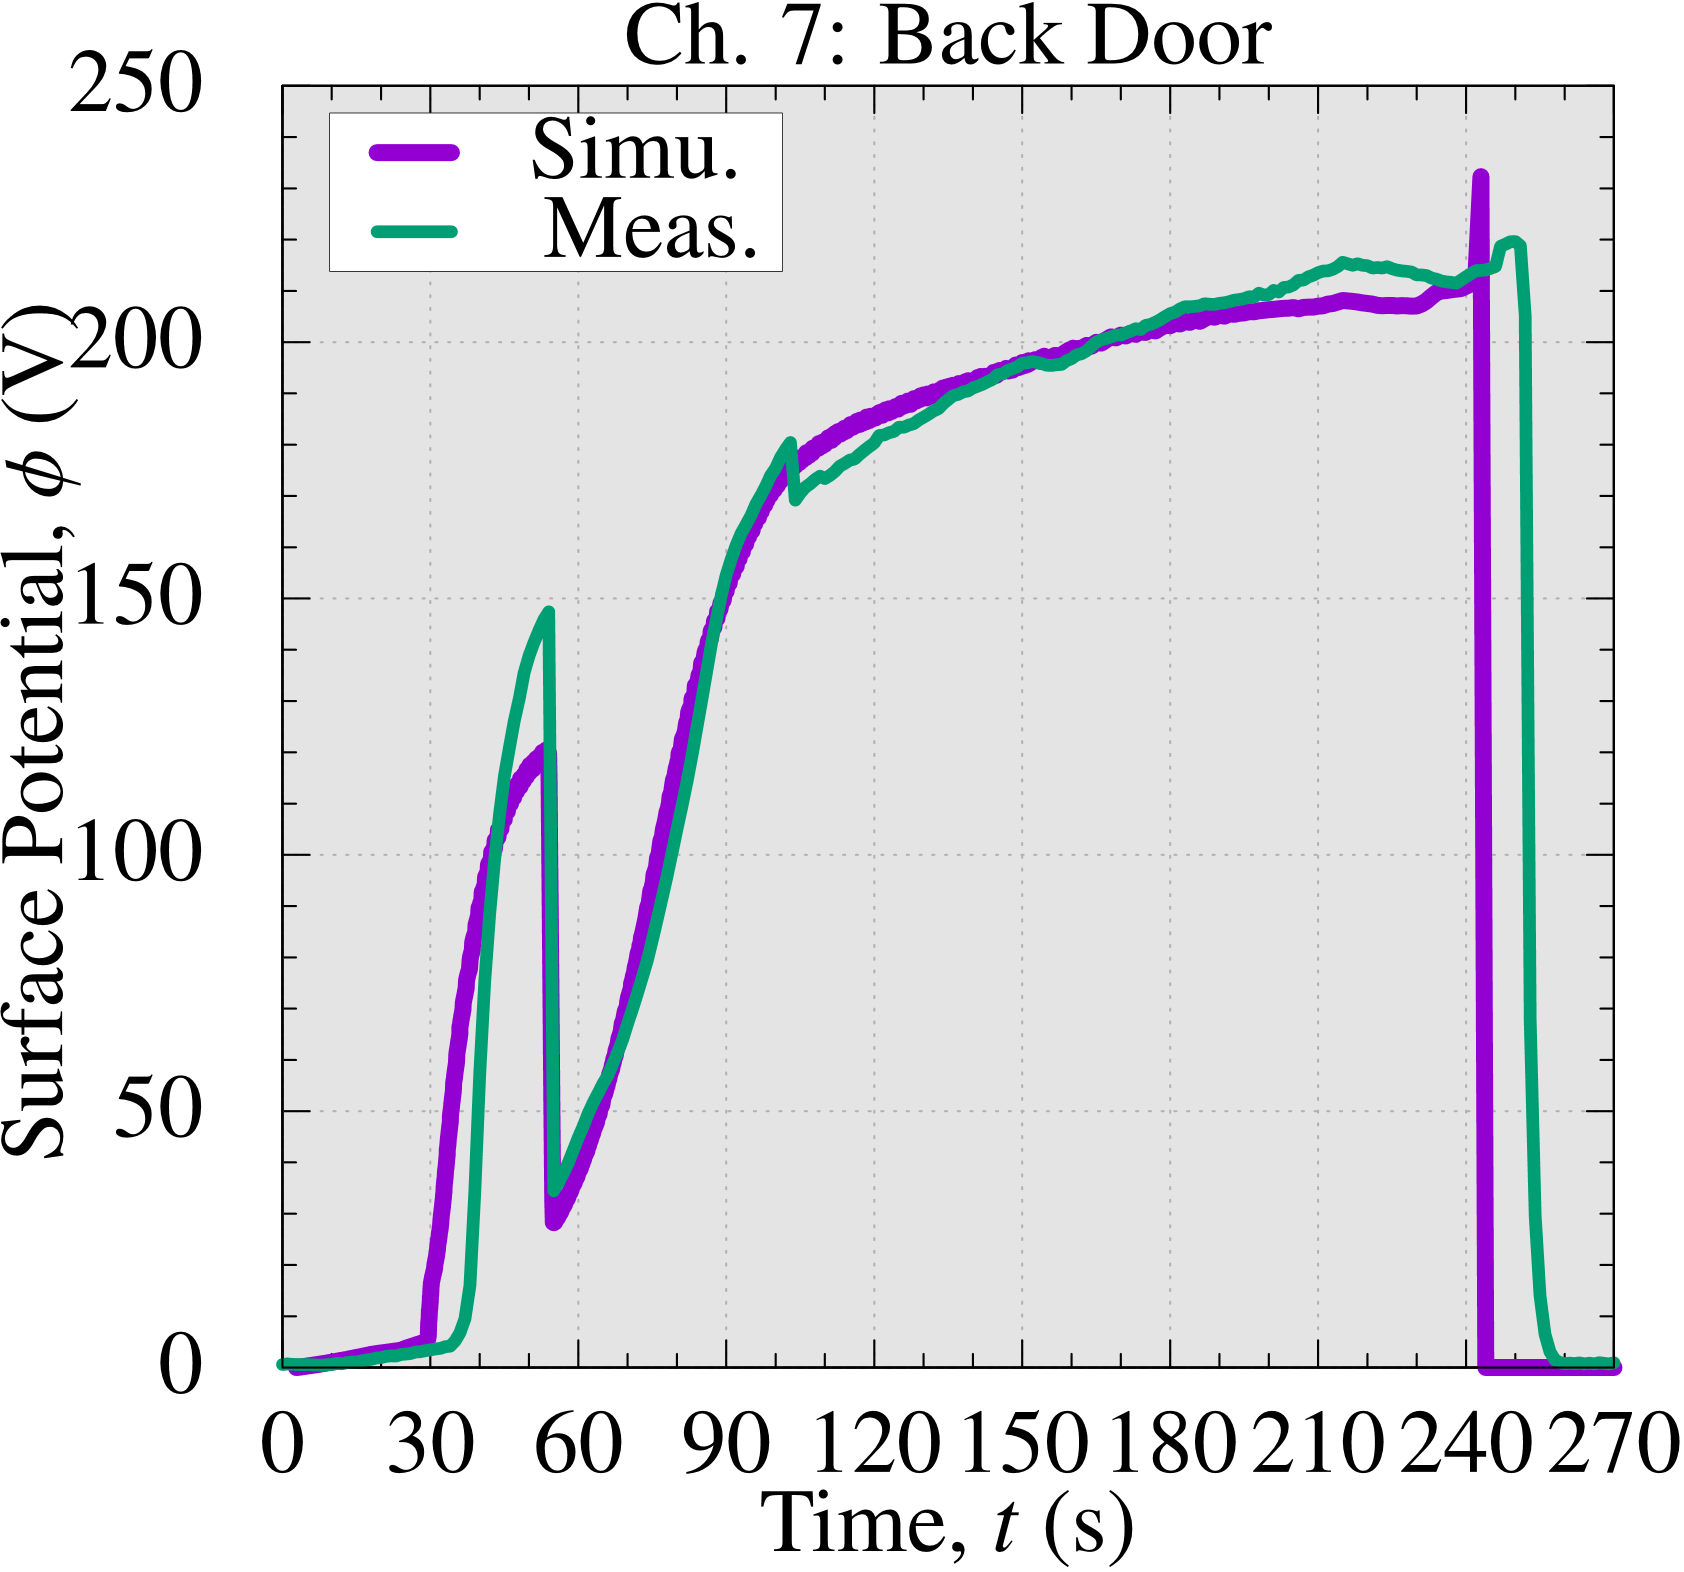 Ch. 7: Back Door
Simu.
Meas.
Surface Potential, ϕ (V)
250
200
150
100
50
0
0 30 60 90 120 150 180 210 240 270
Time, t (s)